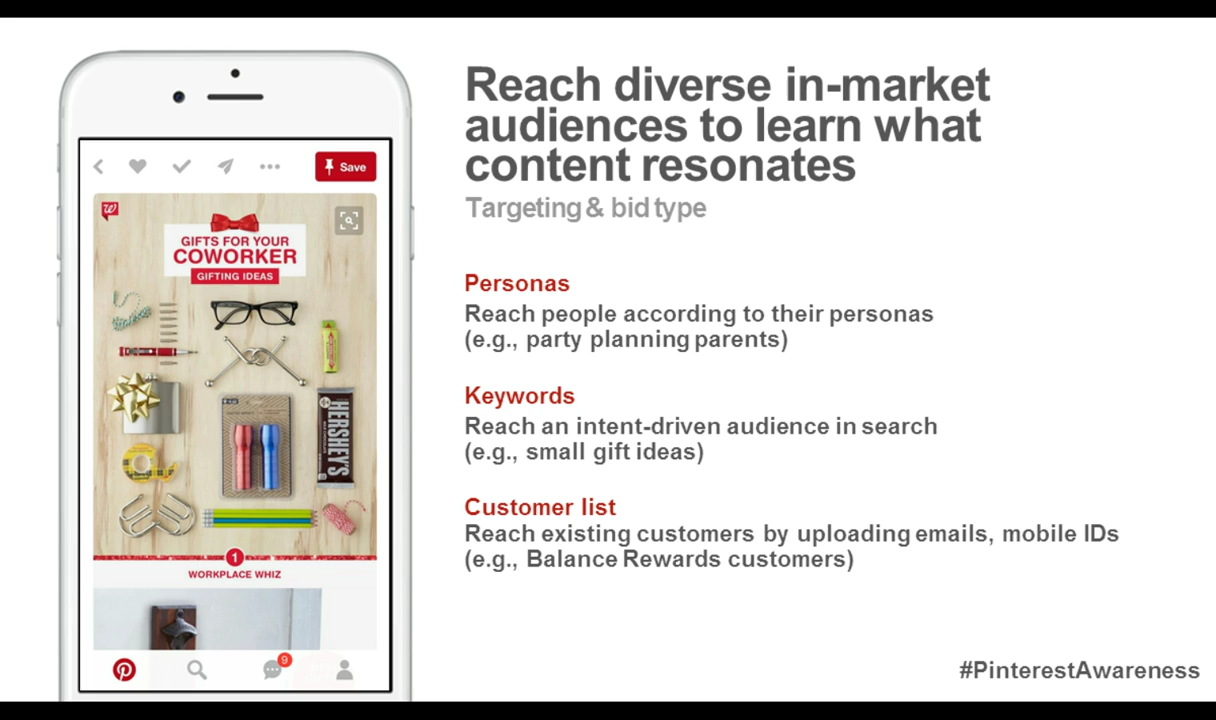 Reach diverse in-market
audiences to learn what
content resonates
Targeting & bid type
Personas
Reach people according to their personas
(e.g., party planning parents)
Keywords
Reach an intent-driven audience in search
(e.g., small gift ideas)
Customer list
Reach existing customers by uploading emails, mobile IDs
(e.g., Balance Rewards customers)
#PinterestAwareness
Save
W
GIFTS FOR YOUR
COWORKER
GIFTING IDEAS
HERSHEY'S
1
WORKPLACE WHIZ
9